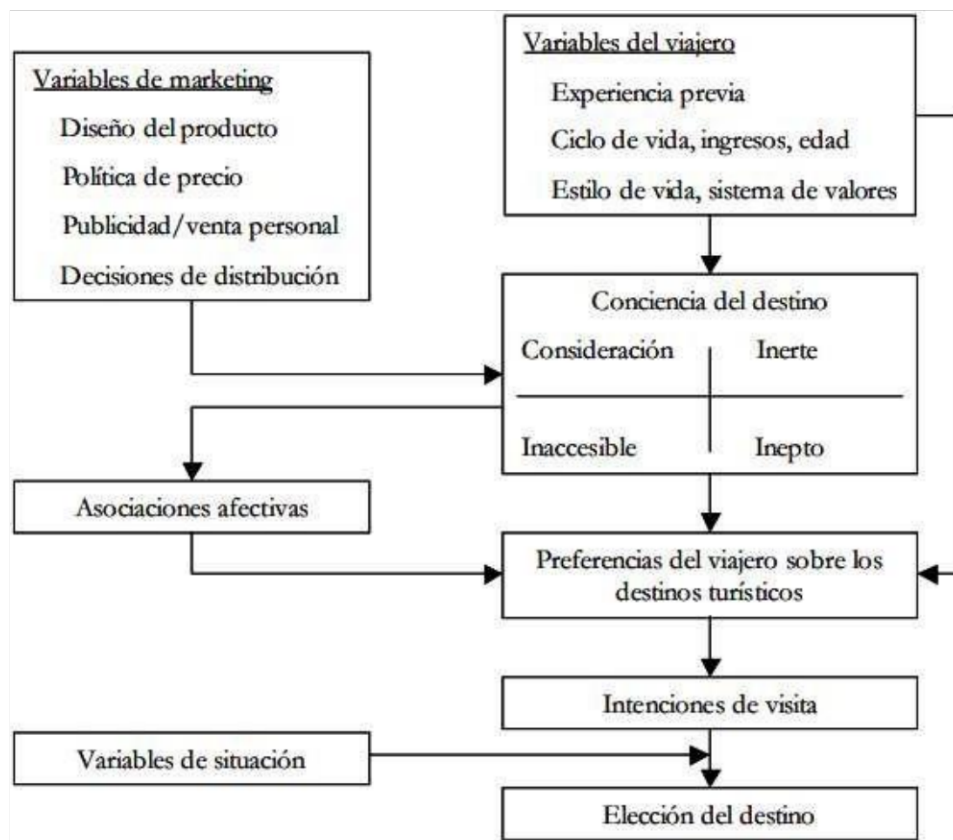 Variables de marketing
Diseño del producto
Política de precio
Publicidad/venta personal
Decisiones de distribución
Variables del viajero
Experiencia previa
Ciclo de vida, ingresos, edad
Estilo de vida, sistema de valores
Conciencia del destino
Consideración
Inerte
Inaccesible
Inepto
Asociaciones afectivas
Preferencias del viajero sobre los
destinos turísticos
Intenciones de visita
Variables de situación
Elección del destino